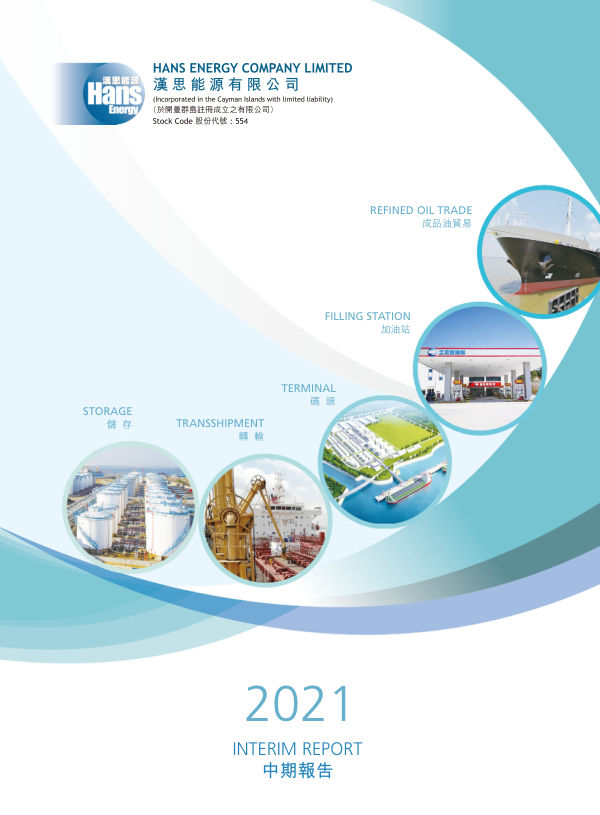 漢思能源
Hans
Energy
HANS ENERGY COMPANY LIMITED
漢思能源有限公司
(Incorporated in the Cayman Islands with limited liability)
(於開曼群島註冊成立之有限公司)
Stock Code 股份代號 : 554
REFINED OIL TRADE
成品油貿易
FILLING STATION
加油站
TERMINAL
碼 頭
STORAGE
儲 存
TRANSSHIPMENT
轉 輸
2021
INTERIM REPORT
中期報告